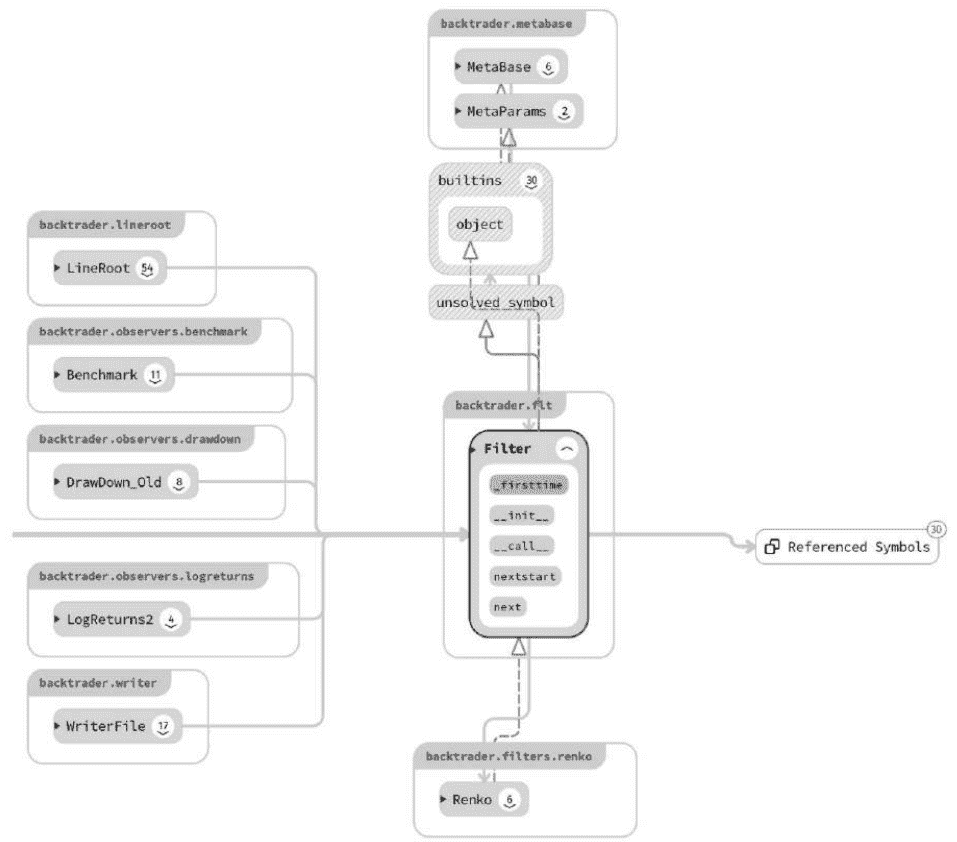 backtrader.metabase
MetaBase 6
MetaParams 2
builtins 30
object
unsolved symbol
backtrader.lineroot
LineRoot 54
backtrader.observers.benchmark
Benchmark 11
backtrader.observers.drawdown
DrawDown_Old 8
backtrader.observers.logreturns
LogReturns2 4
backtrader.writer
WriterFile 17
backtrader.flt
Filter
_firsttime
__init__
__call__
nextstart
next
30
Referenced Symbols
backtrader.filters.renko
Renko 6